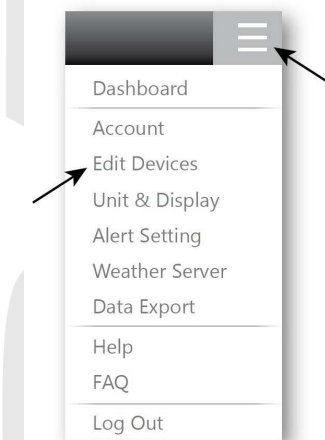 Dashboard
Account
Edit Devices
Unit & Display
Alert Setting
Weather Server
Data Export
Help
FAQ
Log Out